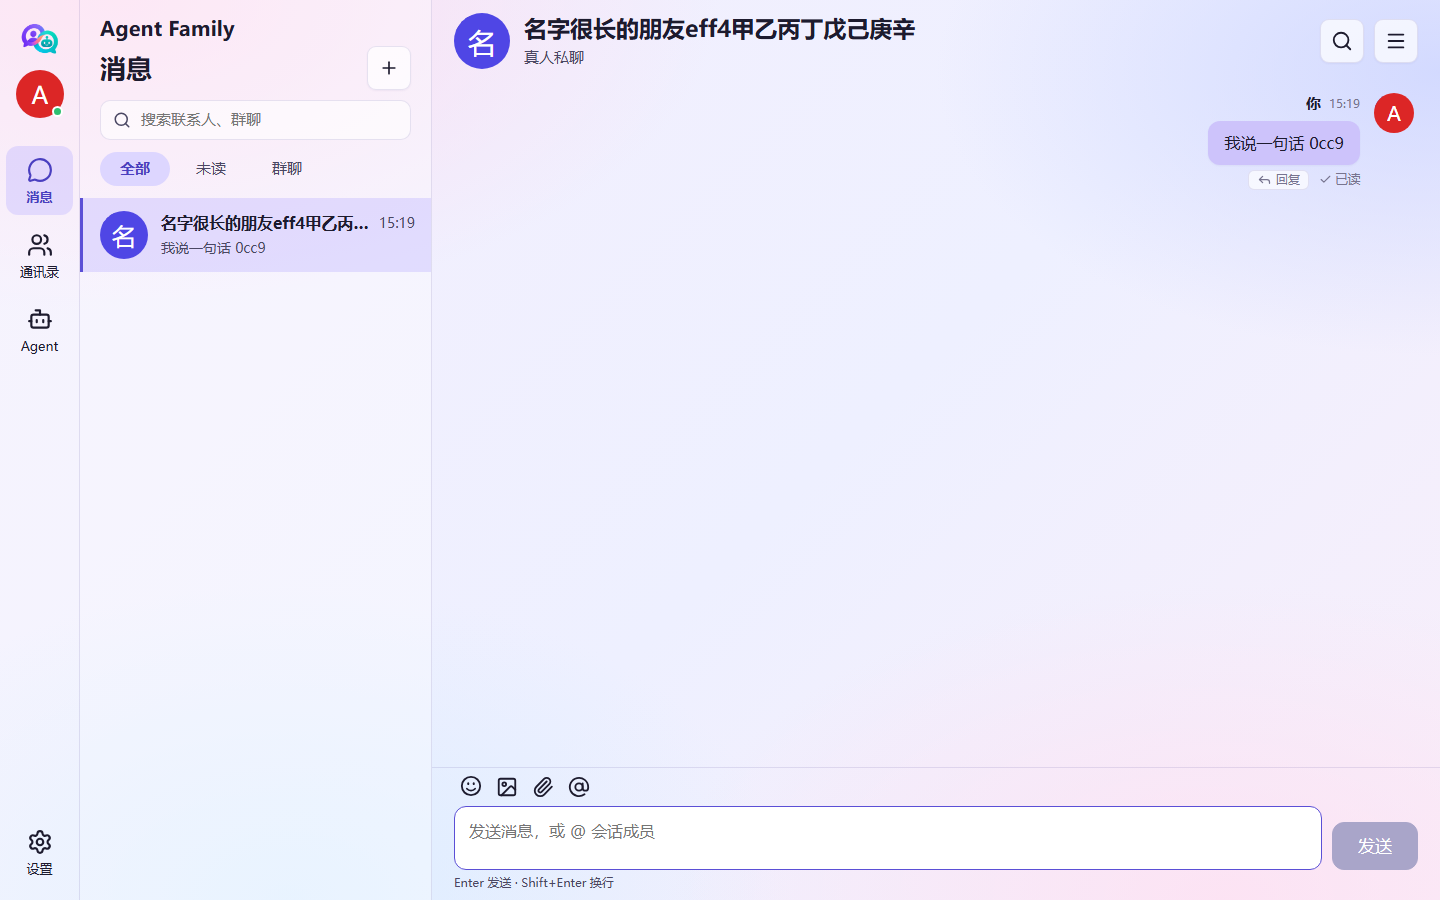 A
消息
通讯录
Agent
设置
Agent Family
消息
搜索联系人、群聊
全部 未读 群聊
名
名字很长的朋友eff4甲乙丙... 15:19
我说一句话 0cc9
名
名字很长的朋友eff4甲乙丙丁戊己庚辛
真人私聊
你 15:19
A
我说一句话 0cc9
回复 已读
发送消息，或 @ 会话成员
发送
Enter 发送 · Shift+Enter 换行